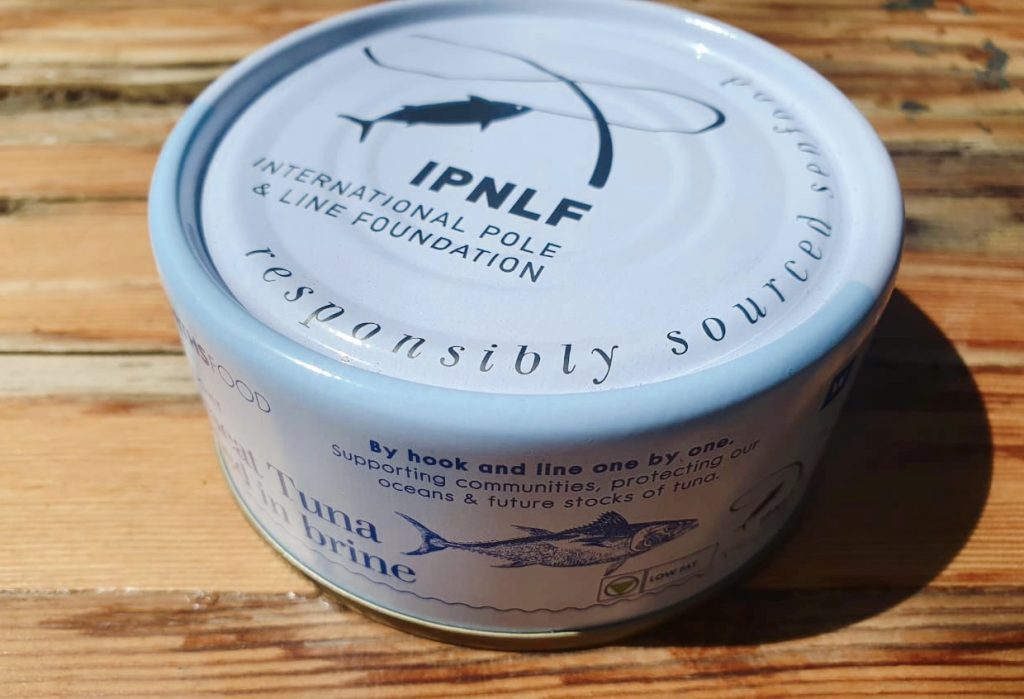 IPNLF
INTERNATIONAL POLE
& LINE FOUNDATION
responsibly sourced seafood
FOOD
Tuna
in brine
By hook and line one by one.
Supporting communities, protecting our
oceans & future stocks of tuna.
LOW FAT